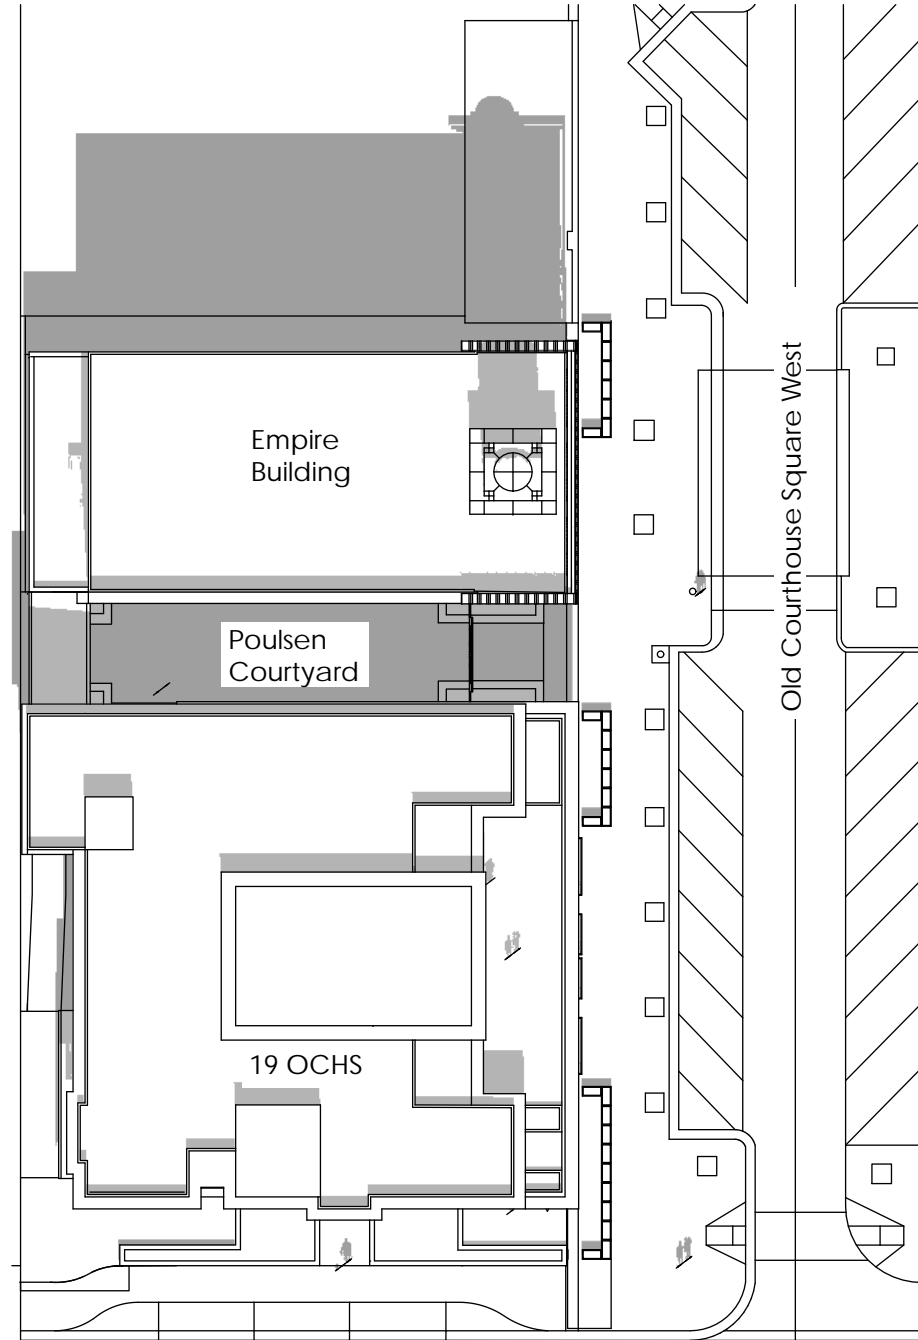 Empire
Building
Old Courthouse Square West
Poulsen
Courtyard
19 OCHS